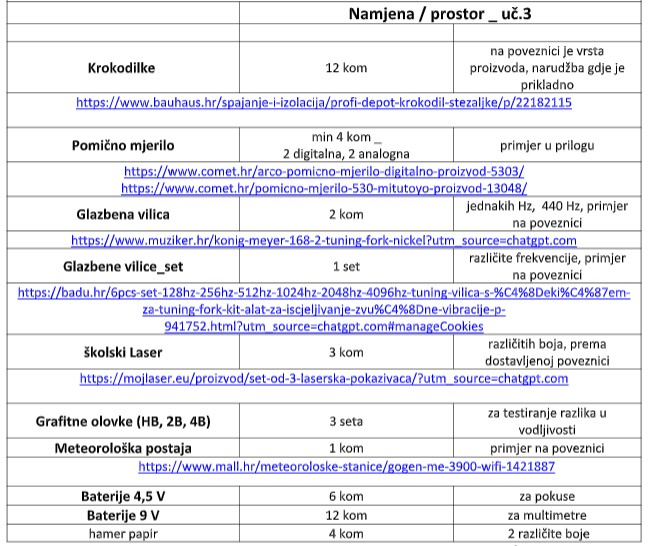 Namjena / prostor _ uč.3
Krokodilke
12 kom
na poveznici je vrsta
proizvoda, narudžba gdje je
prikladno
https://www.bauhaus.hr/spajanje-i-izolacija/profi-depot-krokodil-stezaljke/p/22182115
Pomično mjerilo
min 4 kom _
2 digitalna, 2 analogna
primjer u prilogu
https://www.comet.hr/arco-pomicno-mjerilo-digitalno-proizvod-5303/
https://www.comet.hr/pomicno-mjerilo-530-mitutoyo-proizvod-13048/
Glazbena vilica
2 kom
jednakih Hz,  440 Hz, primjer
na poveznici
https://www.muziker.hr/konig-meyer-168-2-tuning-fork-nickel?utm_source=chatgpt.com
Glazbene vilice_set
1 set
različite frekvencije, primjer
na poveznici
https://badu.hr/6pcs-set-128hz-256hz-512hz-1024hz-2048hz-4096hz-tuning-vilica-s-%C4%8Deki%C4%87em-
za-tuning-fork-kit-alat-za-iscjeljivanje-zvu%C4%8Dne-vibracije-p-
941752.html?utm_source=chatgpt.com#manageCookies
školski Laser
3 kom
različitih boja, prema
dostavljenoj poveznici
https://mojlaser.eu/proizvod/set-od-3-laserska-pokazivaca/?utm_source=chatgpt.com
Grafitne olovke (HB, 2B, 4B)
3 seta
za testiranje razlika u
vodljivosti
Meteorološka postaja
1 kom
primjer na poveznici
https://www.mall.hr/meteoroloske-stanice/gogen-me-3900-wifi-1421887
Baterije 4,5 V
6 kom
za pokuse
Baterije 9 V
12 kom
za multimetre
hamer papir
4 kom
2 različite boje